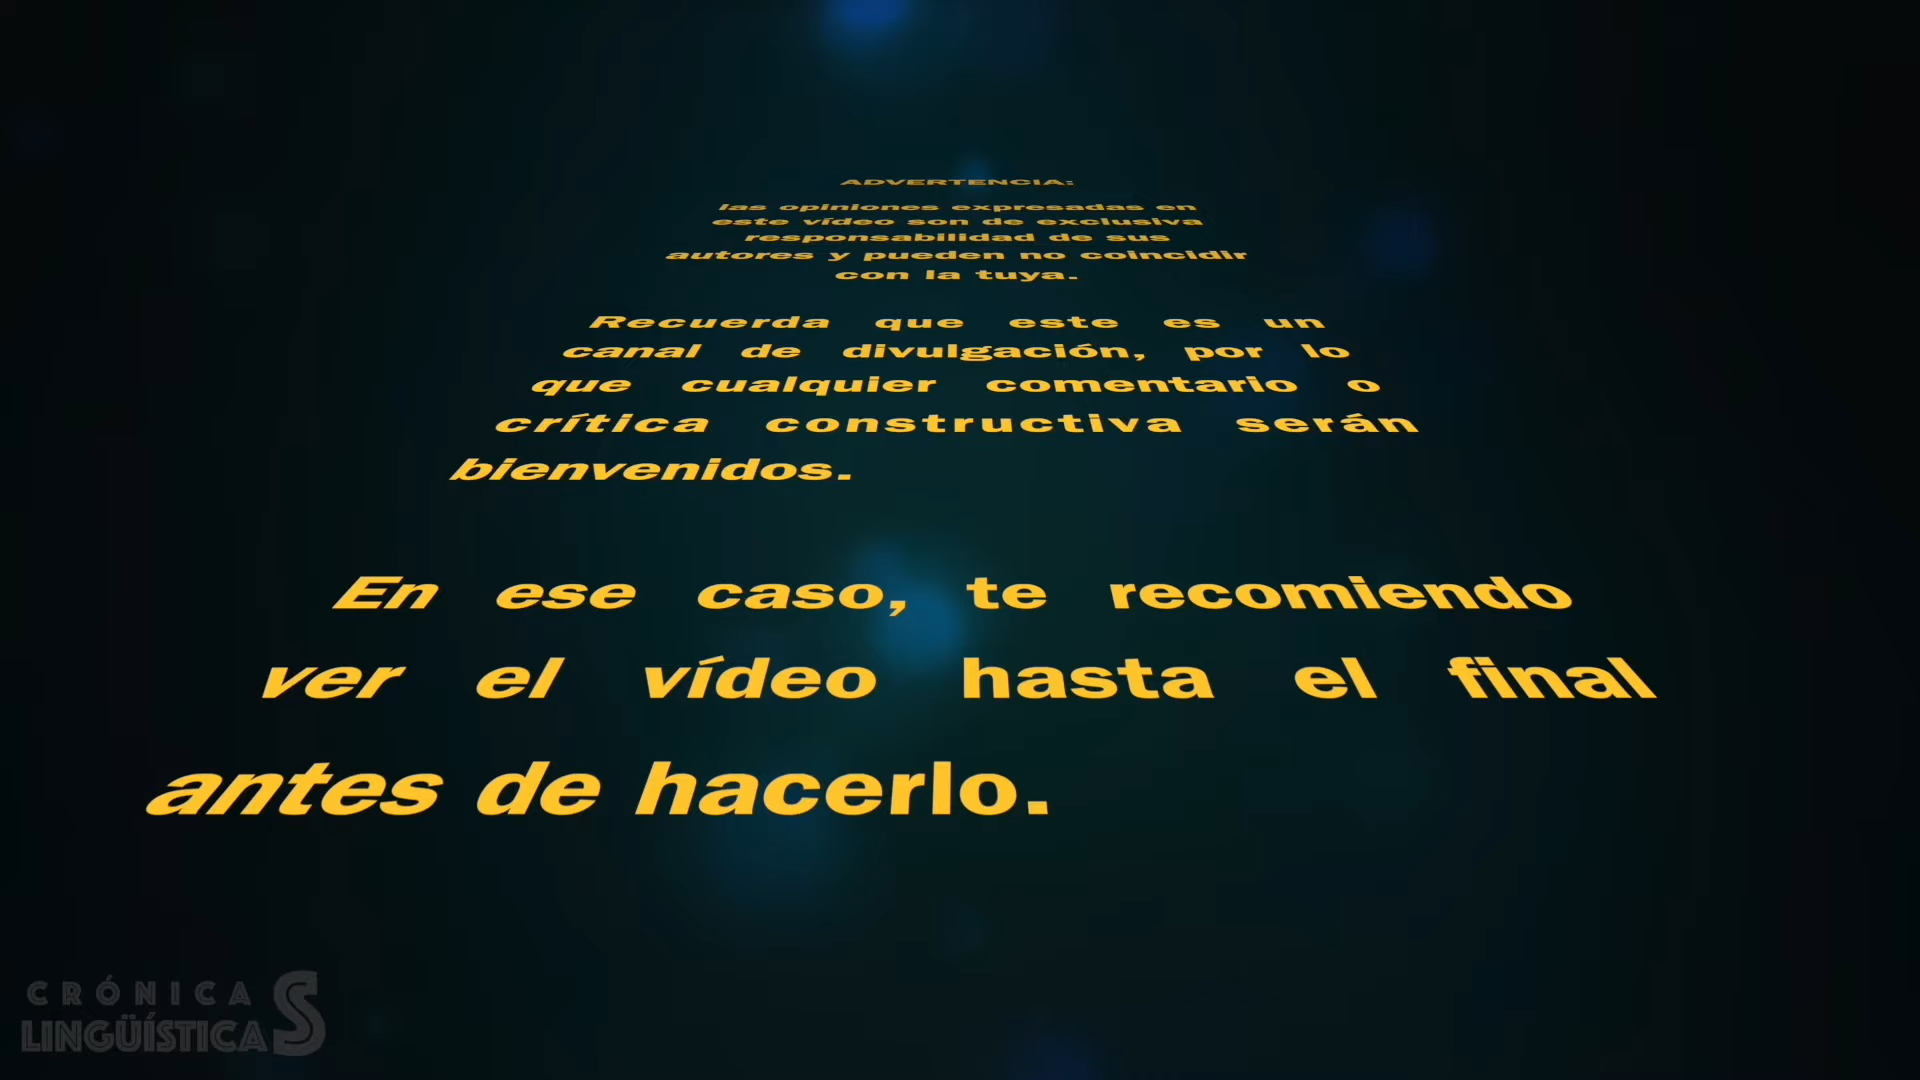 ADVERTENCIA:
las opiniones expresadas en
este vídeo son de exclusiva
responsabilidad de sus
autores y pueden no coincidir
con la tuya.
Recuerda que este es un
canal de divulgación, por lo
que cualquier comentario o
crítica constructiva serán
bienvenidos.
En ese caso, te recomiendo
ver el vídeo hasta el final
antes de hacerlo.
CRÓNICAS
LINGÜÍSTICAS